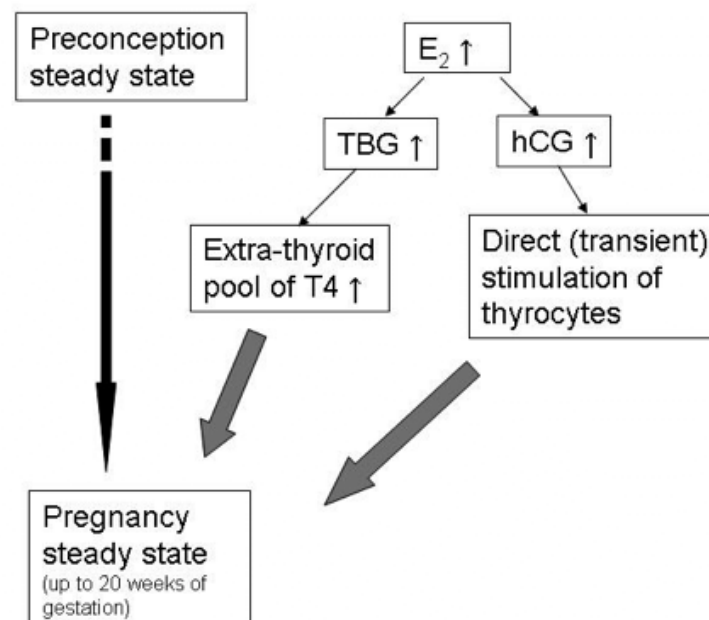 Preconception
steady state
E₂ ↑
TBG ↑
hCG ↑
Extra-thyroid
pool of T4 ↑
Direct (transient)
stimulation of
thyrocytes
Pregnancy
steady state
(up to 20 weeks of
gestation)